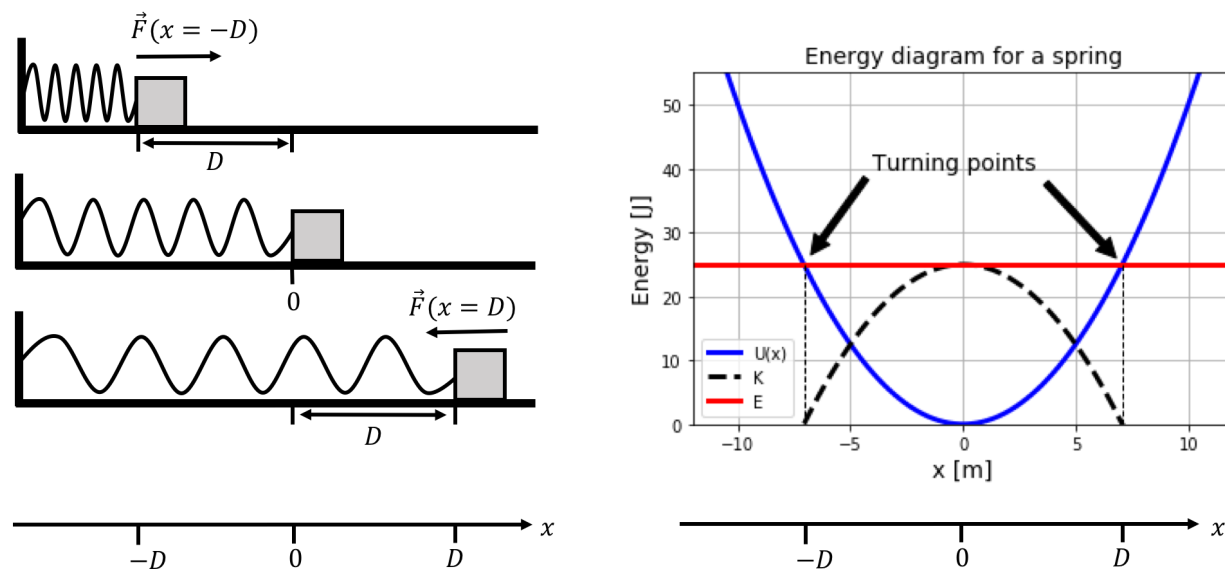 F⃗(x = −D)
D
0
F⃗(x = D)
D
−D 0 D x
Energy diagram for a spring
Turning points
Energy [J]
50
40
30
20
10
0
U(x)
K
E
−10 −5 0 5 10
x [m]
−D 0 D x